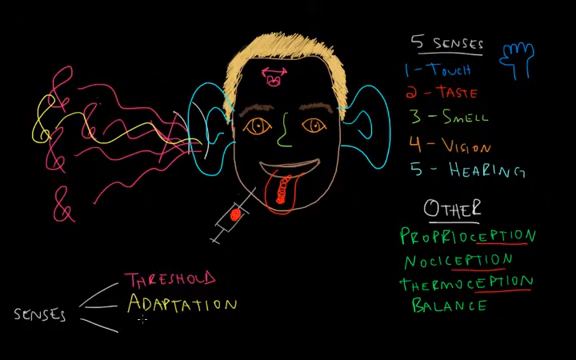 5 SENSES
1 - TOUCH
2 - TASTE
3 - SMELL
4 - VISION
5 - HEARING
OTHER
PROPRIOCEPTION
NOCICEPTION
THERMOCEPTION
BALANCE
SENSES
THRESHOLD
ADAPTATION